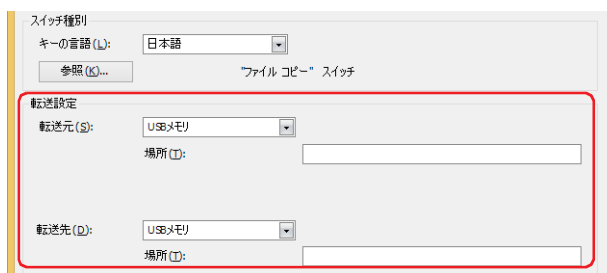 スイッチ種別
キーの言語(L): 日本語
参照(K)... "ファイル コピー" スイッチ
転送設定
転送元(S): USBメモリ
場所(T):
転送先(D): USBメモリ
場所(T):